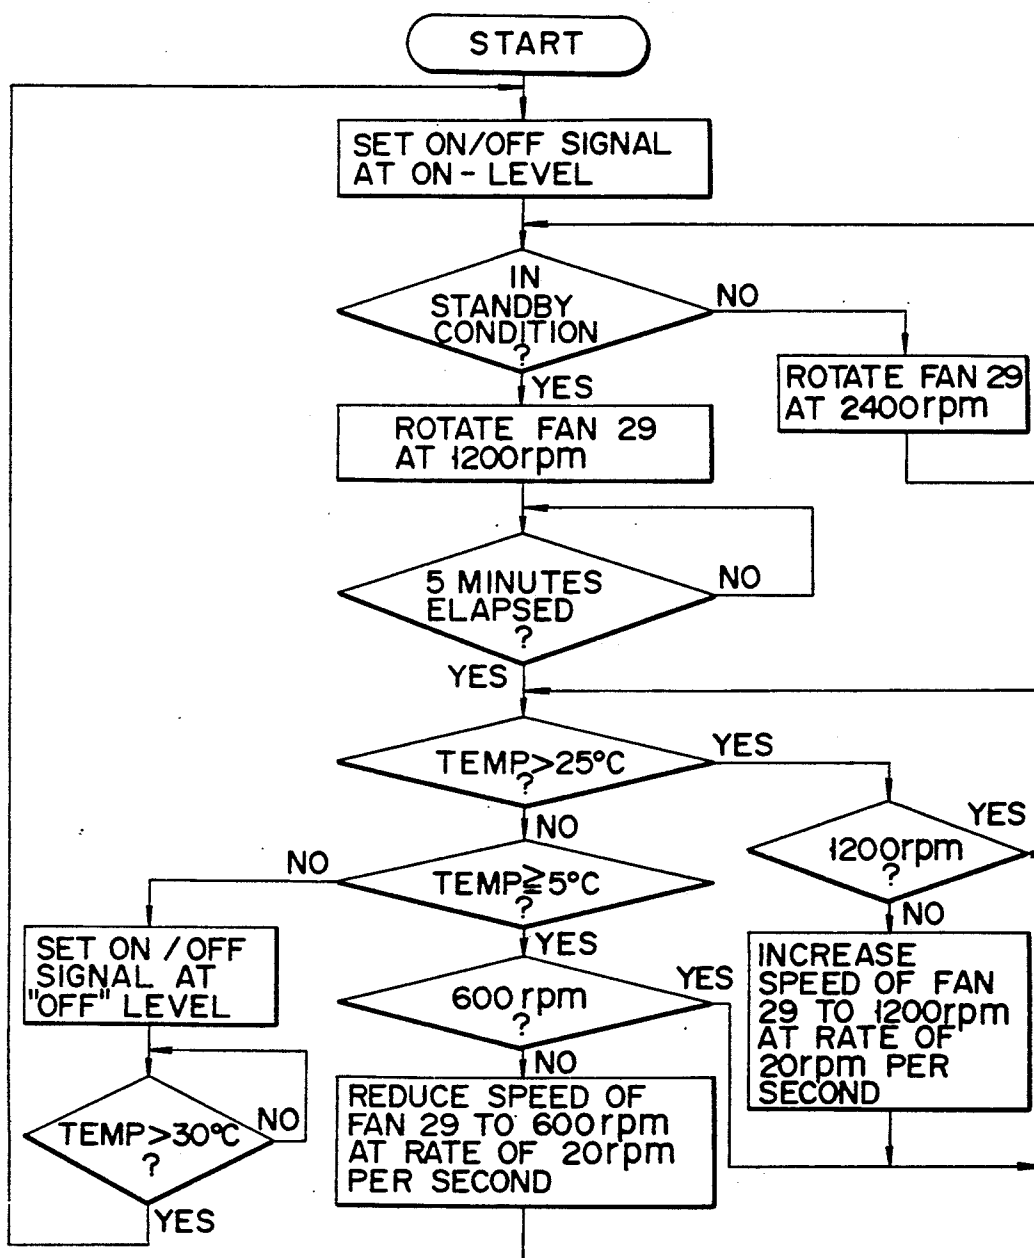 START
SET ON/OFF SIGNAL
AT ON-LEVEL
IN
STANDBY
CONDITION
?
NO
YES
ROTATE FAN 29
AT 2400rpm
ROTATE FAN 29
AT 1200rpm
5 MINUTES
ELAPSED
?
NO
YES
TEMP>25°C
?
YES
NO
1200rpm
?
YES
NO
TEMP≧5°C
?
NO
YES
SET ON/OFF
SIGNAL AT
"OFF" LEVEL
600rpm
?
YES
NO
INCREASE
SPEED OF FAN
29 TO 1200rpm
AT RATE OF
20rpm PER
SECOND
TEMP>30°C
?
NO
YES
REDUCE SPEED OF
FAN 29 TO 600rpm
AT RATE OF 20rpm
PER SECOND